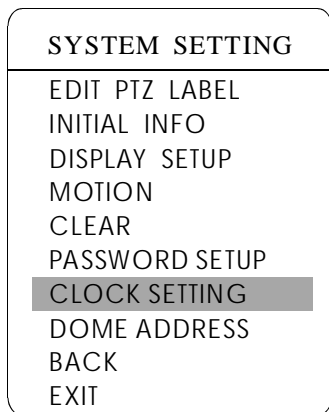 SYSTEM SETTING
EDIT PTZ LABEL
INITIAL INFO
DISPLAY SETUP
MOTION
CLEAR
PASSWORD SETUP
CLOCK SETTING
DOME ADDRESS
BACK
EXIT